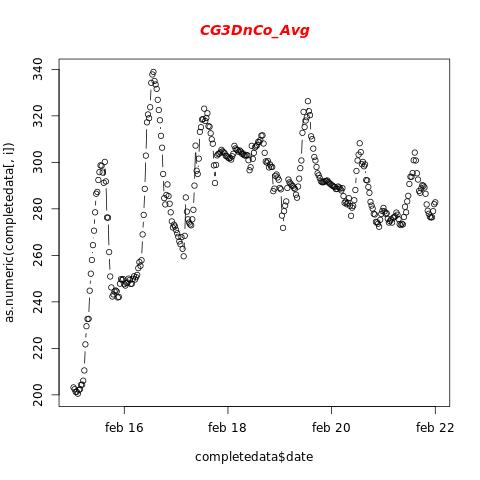 CG3DnCo_Avg
as.numeric(completedata[, i])
340
320
300
280
260
240
220
200
feb 16
feb 18
feb 20
feb 22
completedata$date